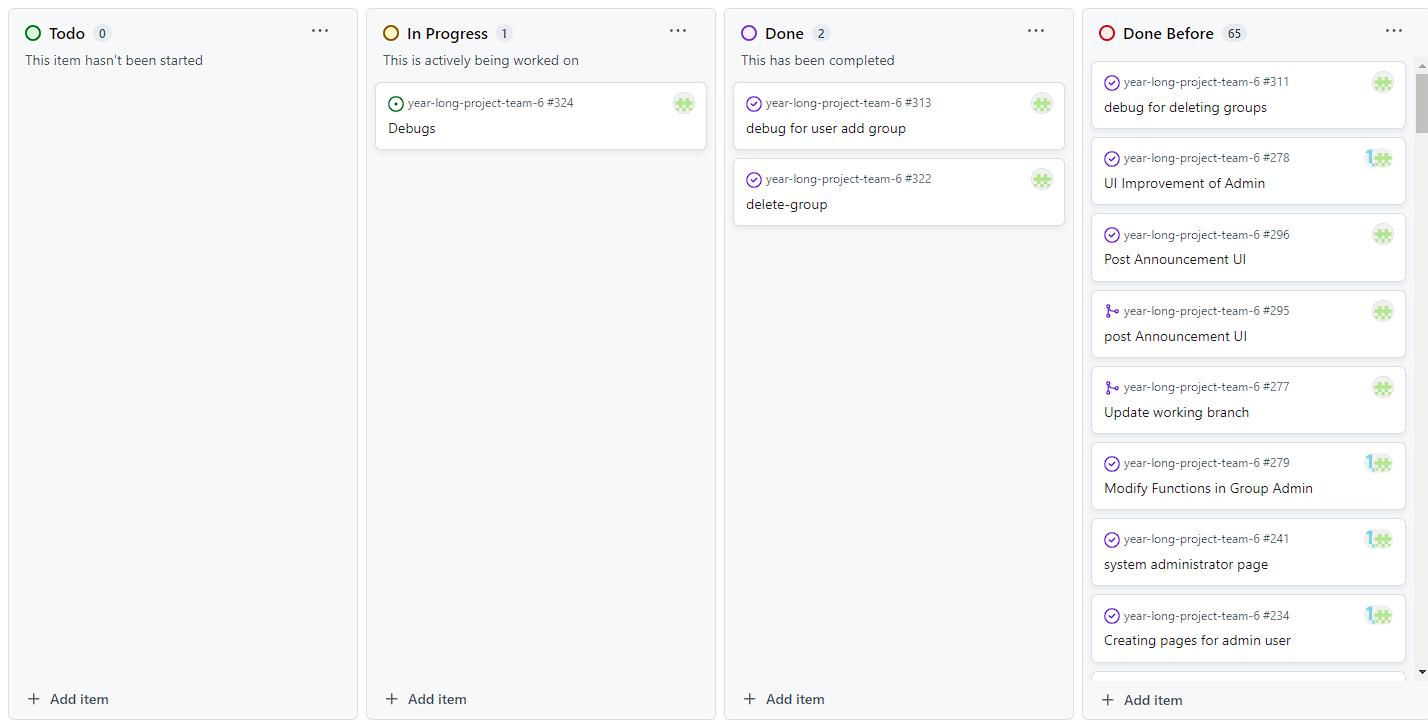 Todo 0
This item hasn't been started
Add item
In Progress 1
This is actively being worked on
year-long-project-team-6 #324
Debugs
Add item
Done 2
This has been completed
year-long-project-team-6 #313
debug for user add group
year-long-project-team-6 #322
delete-group
Add item
Done Before 65
year-long-project-team-6 #311
debug for deleting groups
year-long-project-team-6 #278
UI Improvement of Admin
year-long-project-team-6 #296
Post Announcement UI
year-long-project-team-6 #295
post Announcement UI
year-long-project-team-6 #277
Update working branch
year-long-project-team-6 #279
Modify Functions in Group Admin
year-long-project-team-6 #241
system administrator page
year-long-project-team-6 #234
Creating pages for admin user
Add item